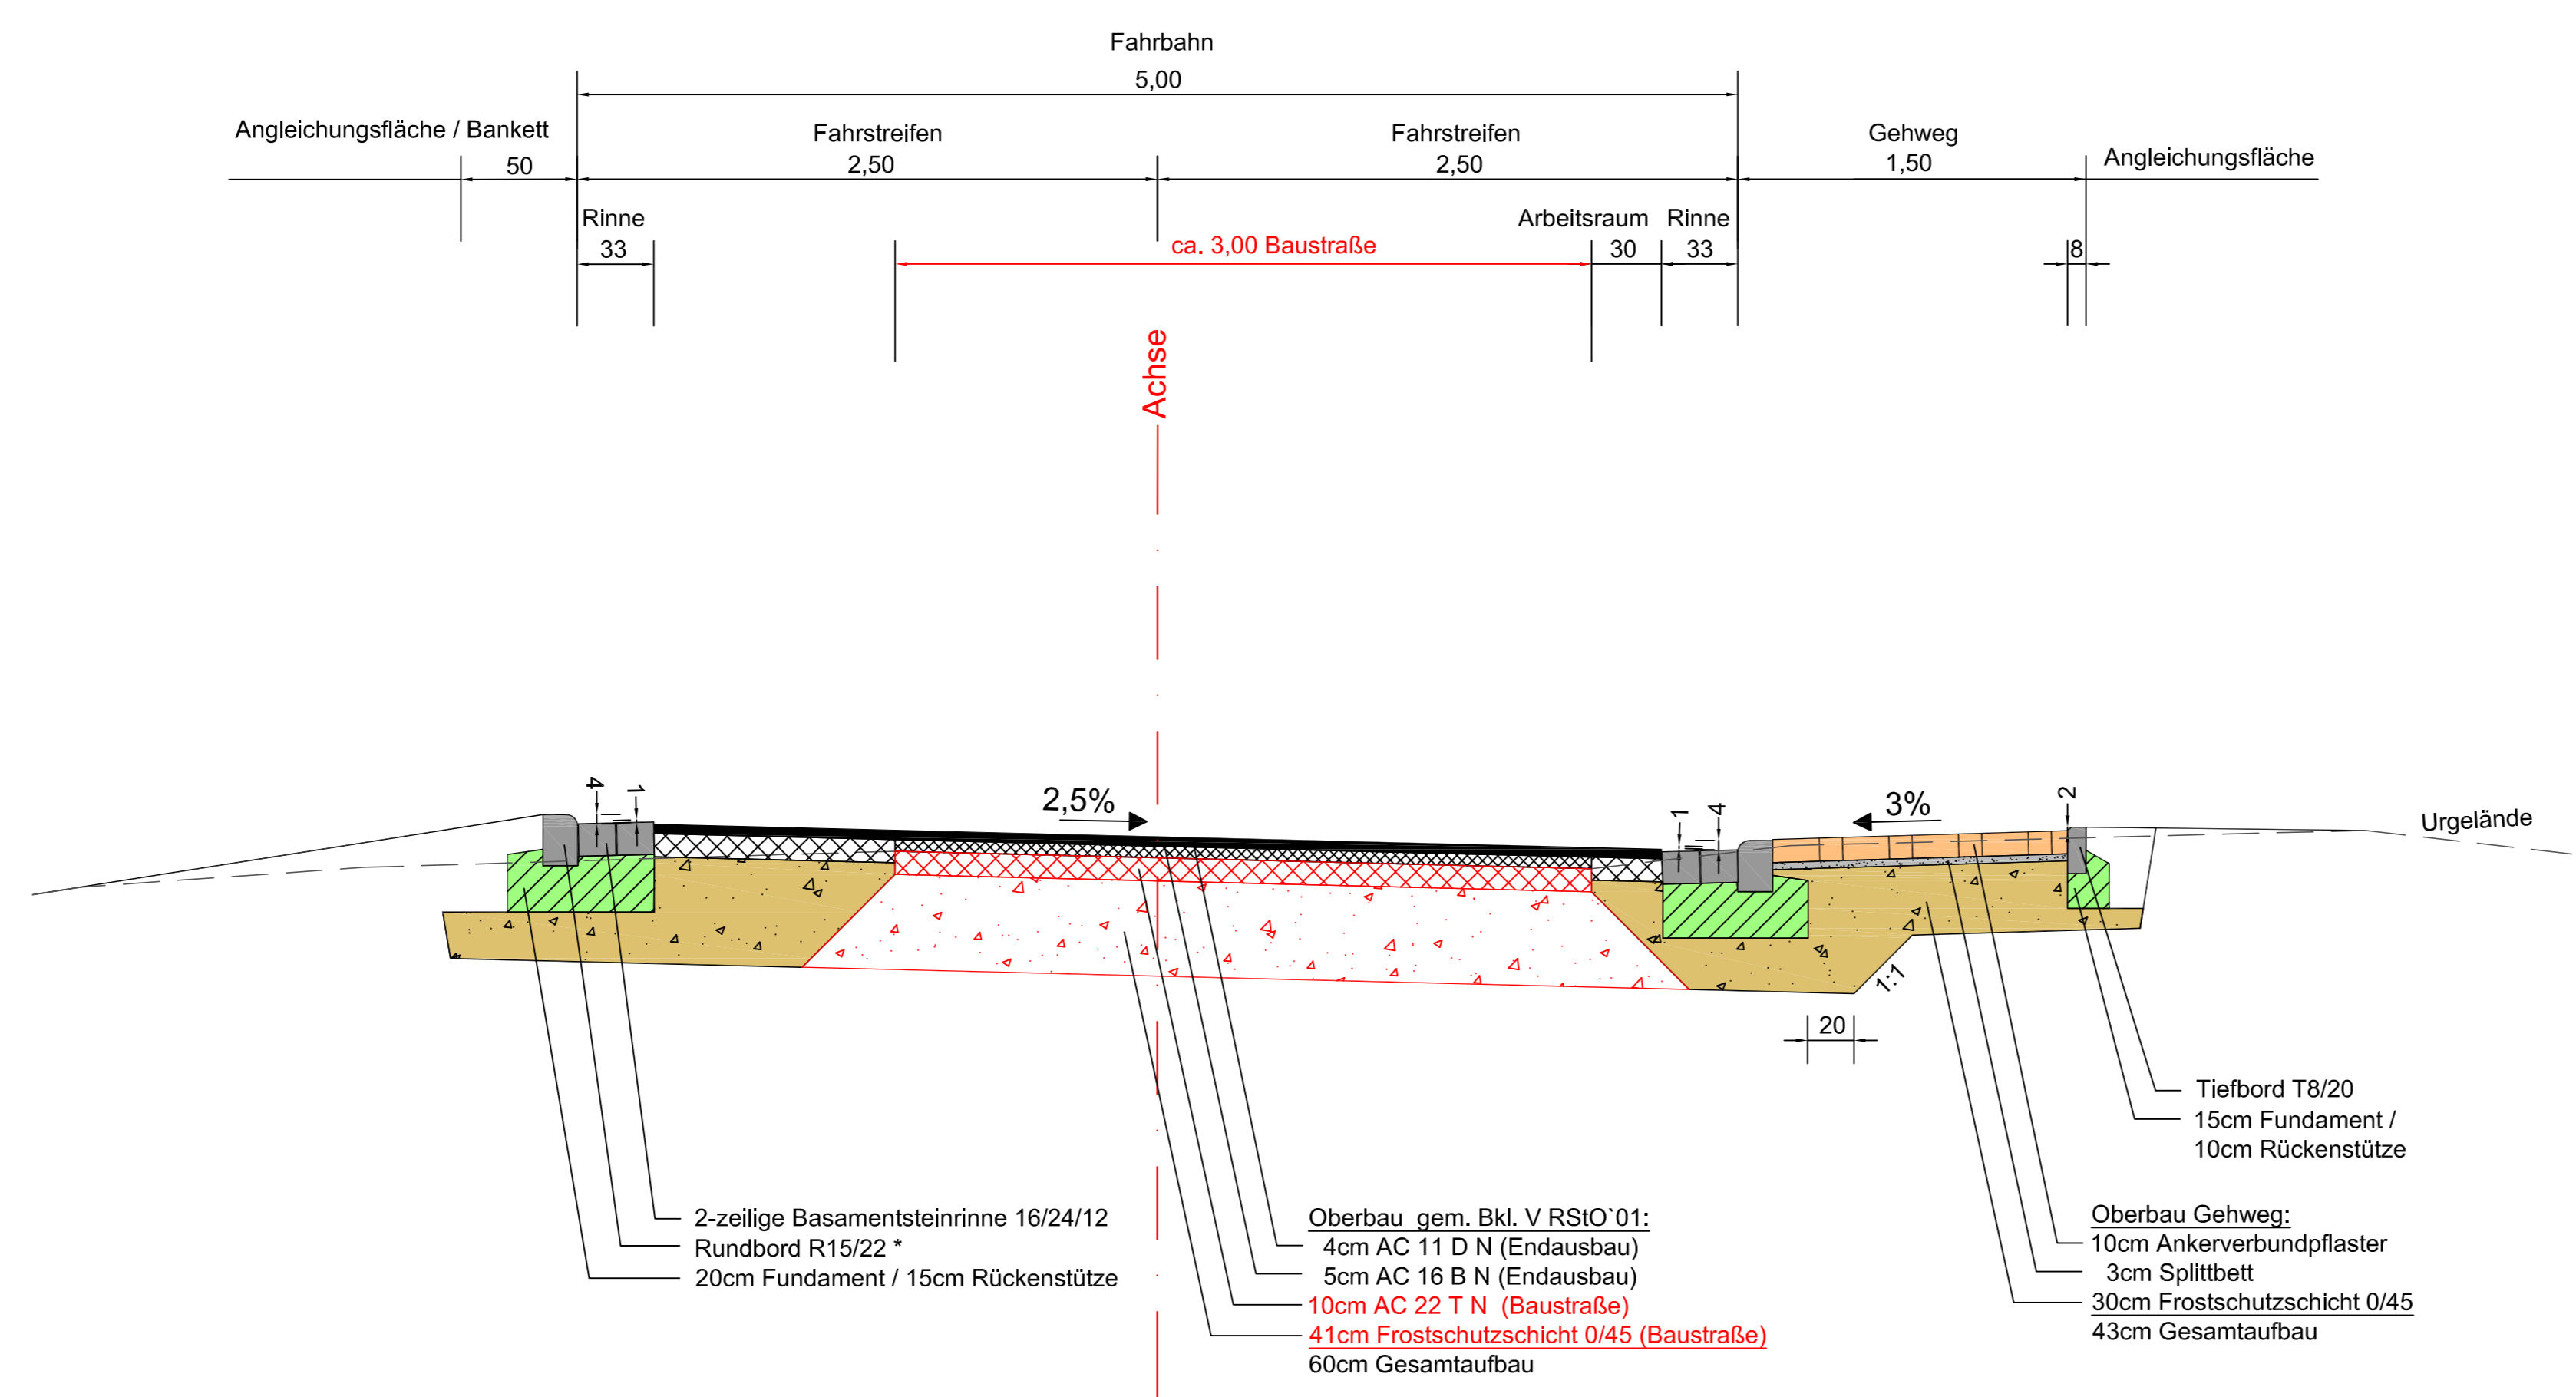 Fahrbahn
5,00
Angleichungsfläche / Bankett
Fahrstreifen
Fahrstreifen
Gehweg
Angleichungsfläche
50
2,50
2,50
1,50
Rinne
Arbeitsraum
Rinne
33
ca. 3,00 Baustraße
30
33
8
Achse
4
1
2,5%
1
4
3%
2
Urgelände
1:1
20
Tiefbord T8/20
15cm Fundament /
10cm Rückenstütze
2-zeilige Basamentsteinrinne 16/24/12
Rundbord R15/22 *
20cm Fundament / 15cm Rückenstütze
Oberbau gem. Bkl. V RStO`01:
4cm AC 11 D N (Endausbau)
5cm AC 16 B N (Endausbau)
10cm AC 22 T N (Baustraße)
41cm Frostschutzschicht 0/45 (Baustraße)
60cm Gesamtaufbau
Oberbau Gehweg:
10cm Ankerverbundpflaster
3cm Splittbett
30cm Frostschutzschicht 0/45
43cm Gesamtaufbau